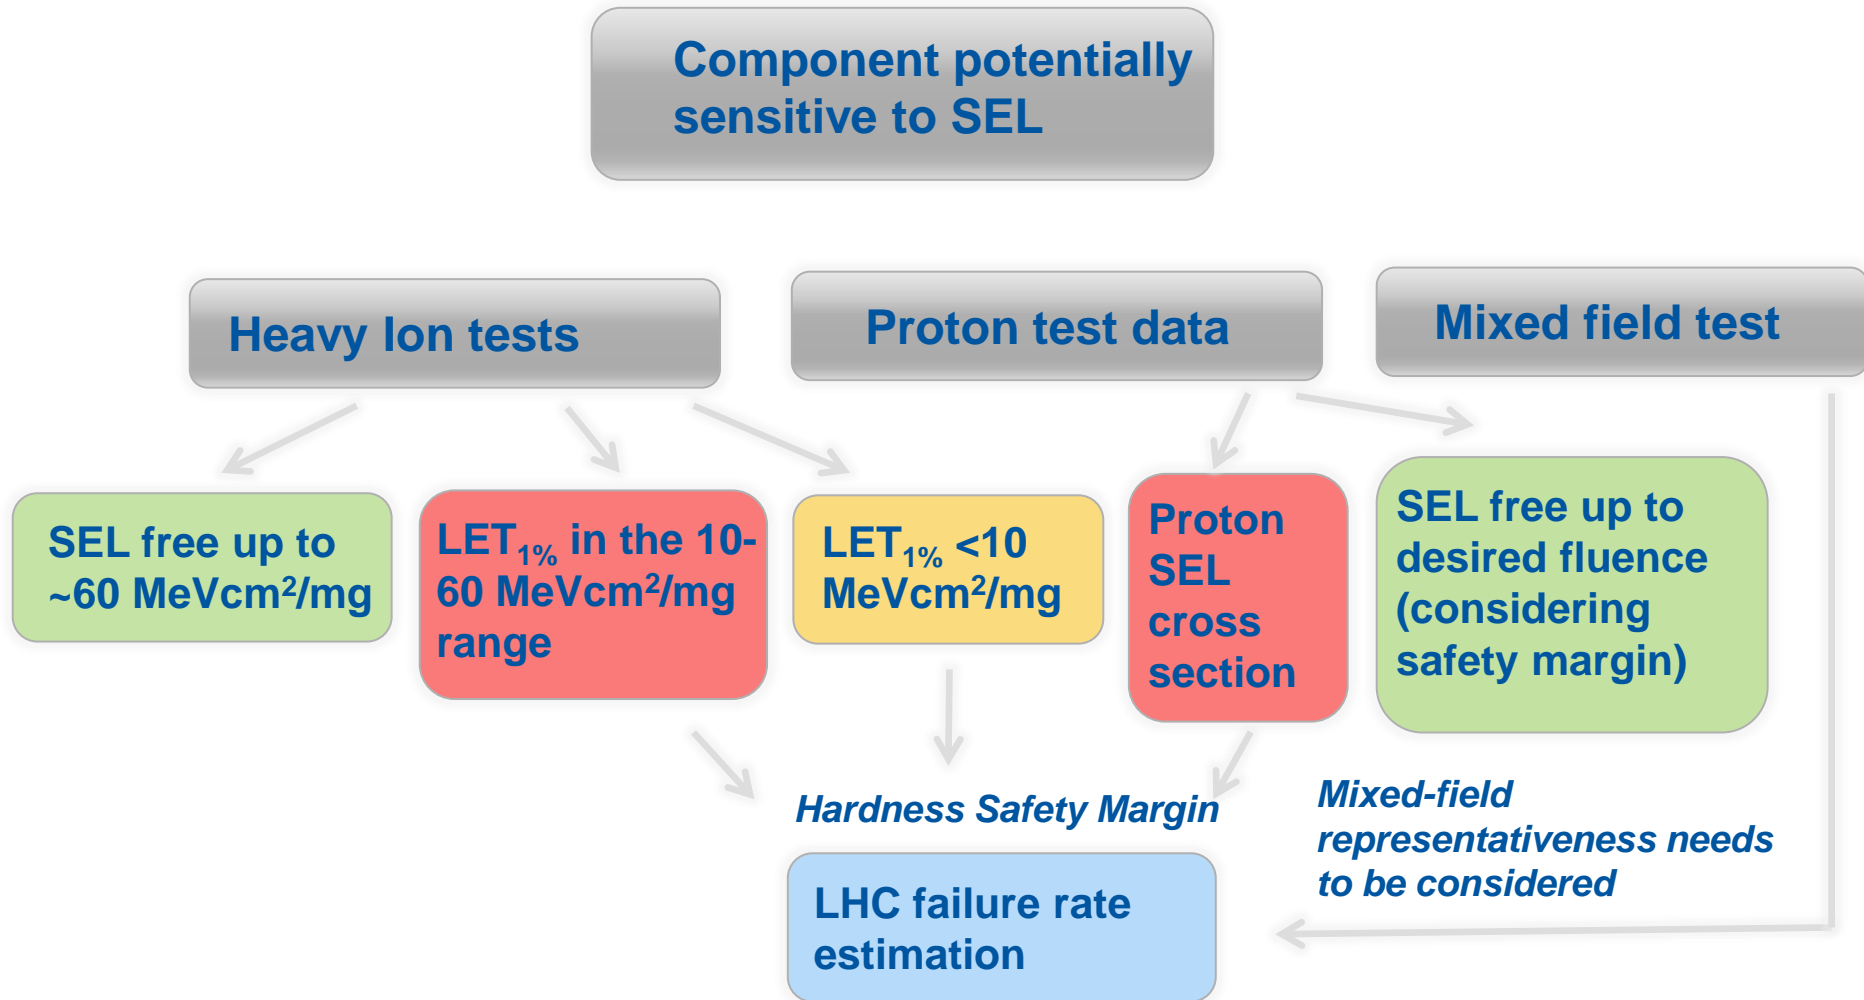 Component potentially
sensitive to SEL
Heavy Ion tests
Proton test data
Mixed field test
SEL free up to
~60 MeVcm²/mg
LET1% in the 10-
60 MeVcm²/mg
range
LET1% <10
MeVcm²/mg
Proton
SEL
cross
section
SEL free up to
desired fluence
(considering
safety margin)
Hardness Safety Margin
Mixed-field
representativeness needs
to be considered
LHC failure rate
estimation